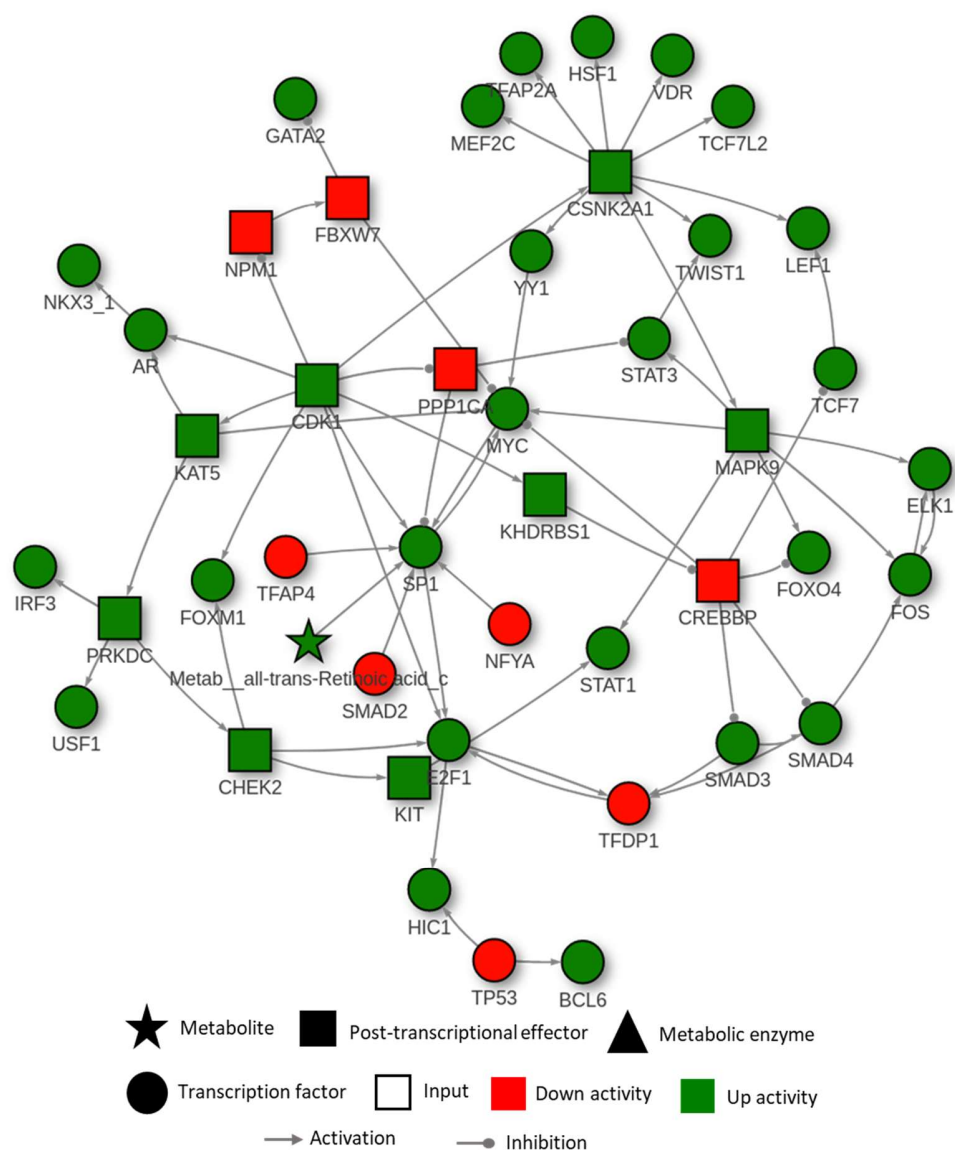 HSF1
TFAP2A
VDR
GATA2
MEF2C
TCF7L2
CSNK2A1
FBXW7
NPM1
TWIST1
LEF1
YY1
NKX3_1
AR
STAT3
TCF7
PPP1CA
CDK1
MYC
KAT5
MAPK9
ELK1
KHDRBS1
TFAP4
SP1
IRF3
FOXM1
FOXO4
FOS
CREBBP
PRKDC
NFYA
Metab__all-trans-Retinoic acid_c
STAT1
SMAD2
USF1
SMAD3
SMAD4
E2F1
CHEK2
KIT
TFDP1
HIC1
TP53
BCL6
Metabolite
Post-transcriptional effector
Metabolic enzyme
Transcription factor
Input
Down activity
Up activity
Activation
Inhibition